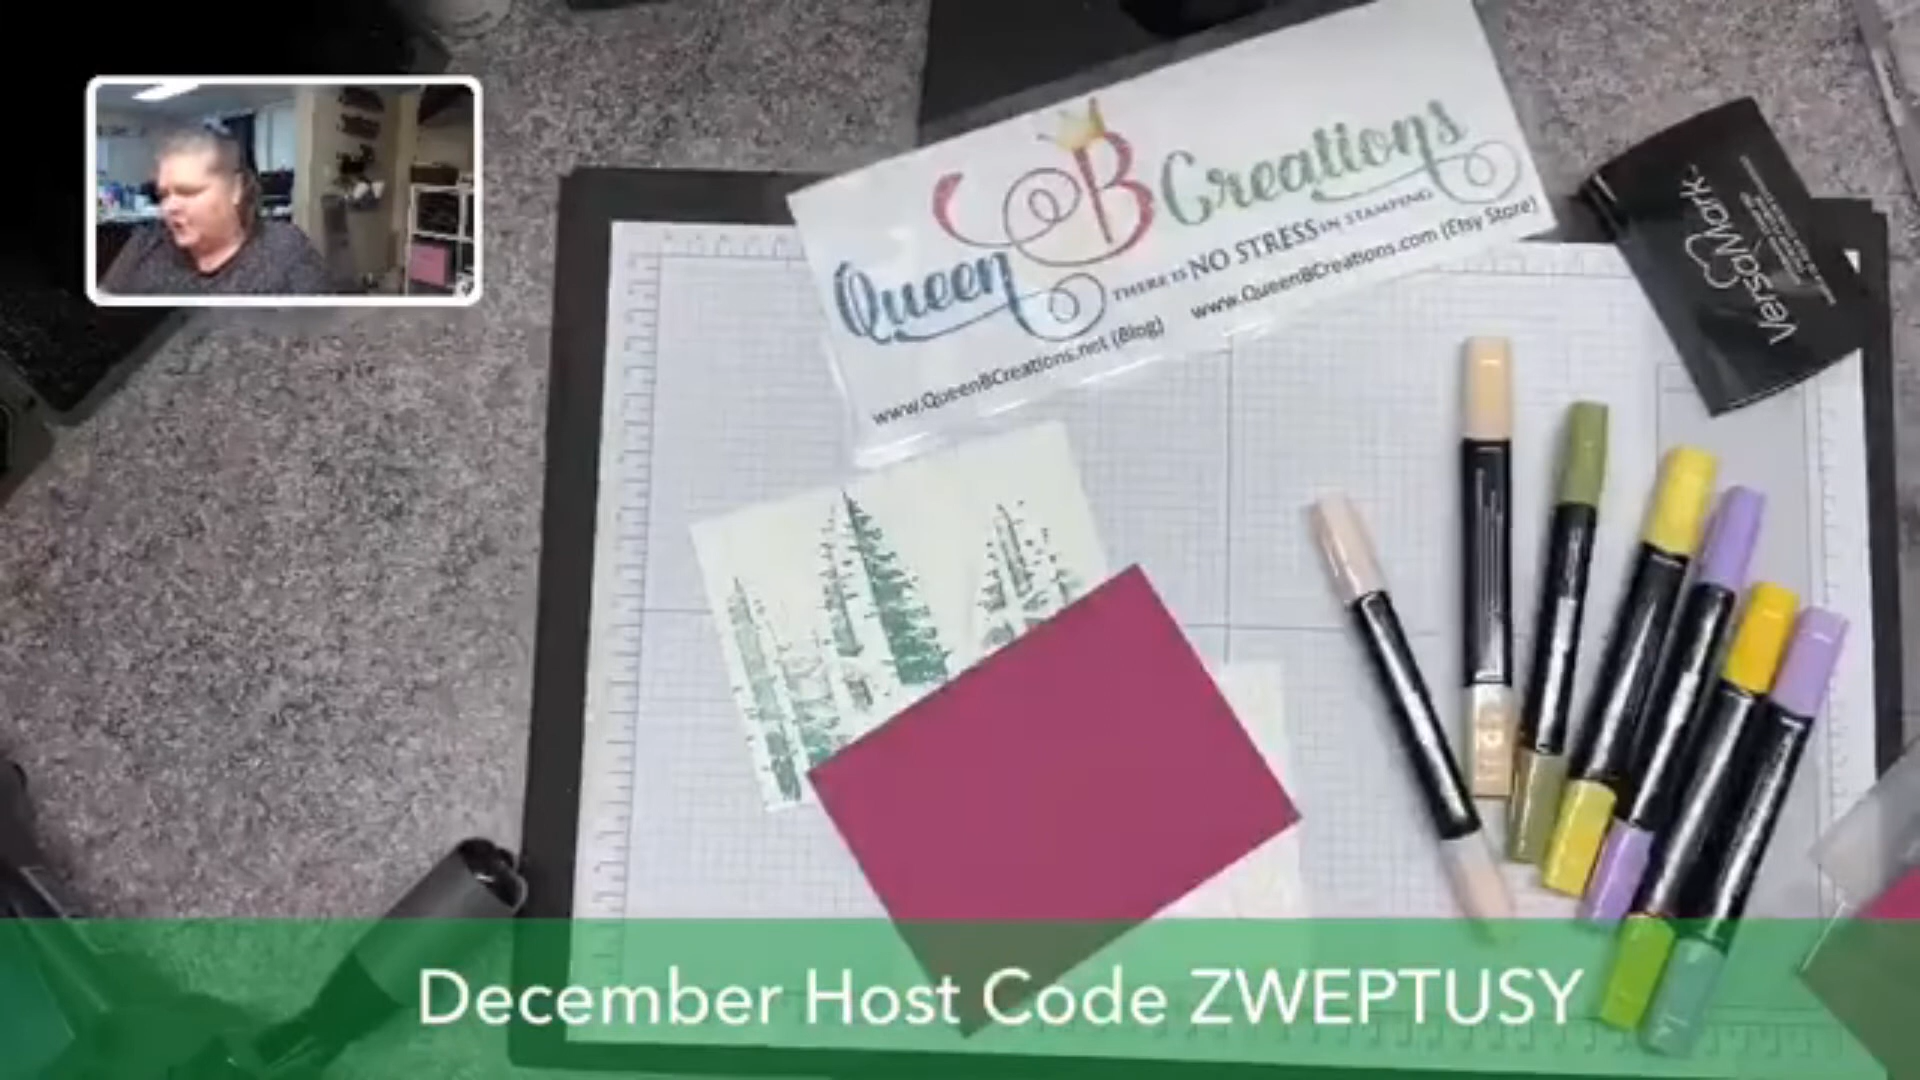 Queen B Creations
THERE IS NO STRESS IN STAMPING
www.QueenBCreations.net (Blog)
www.QueenBCreations.com (Etsy Store)
VersaMark
December Host Code ZWEPTUSY